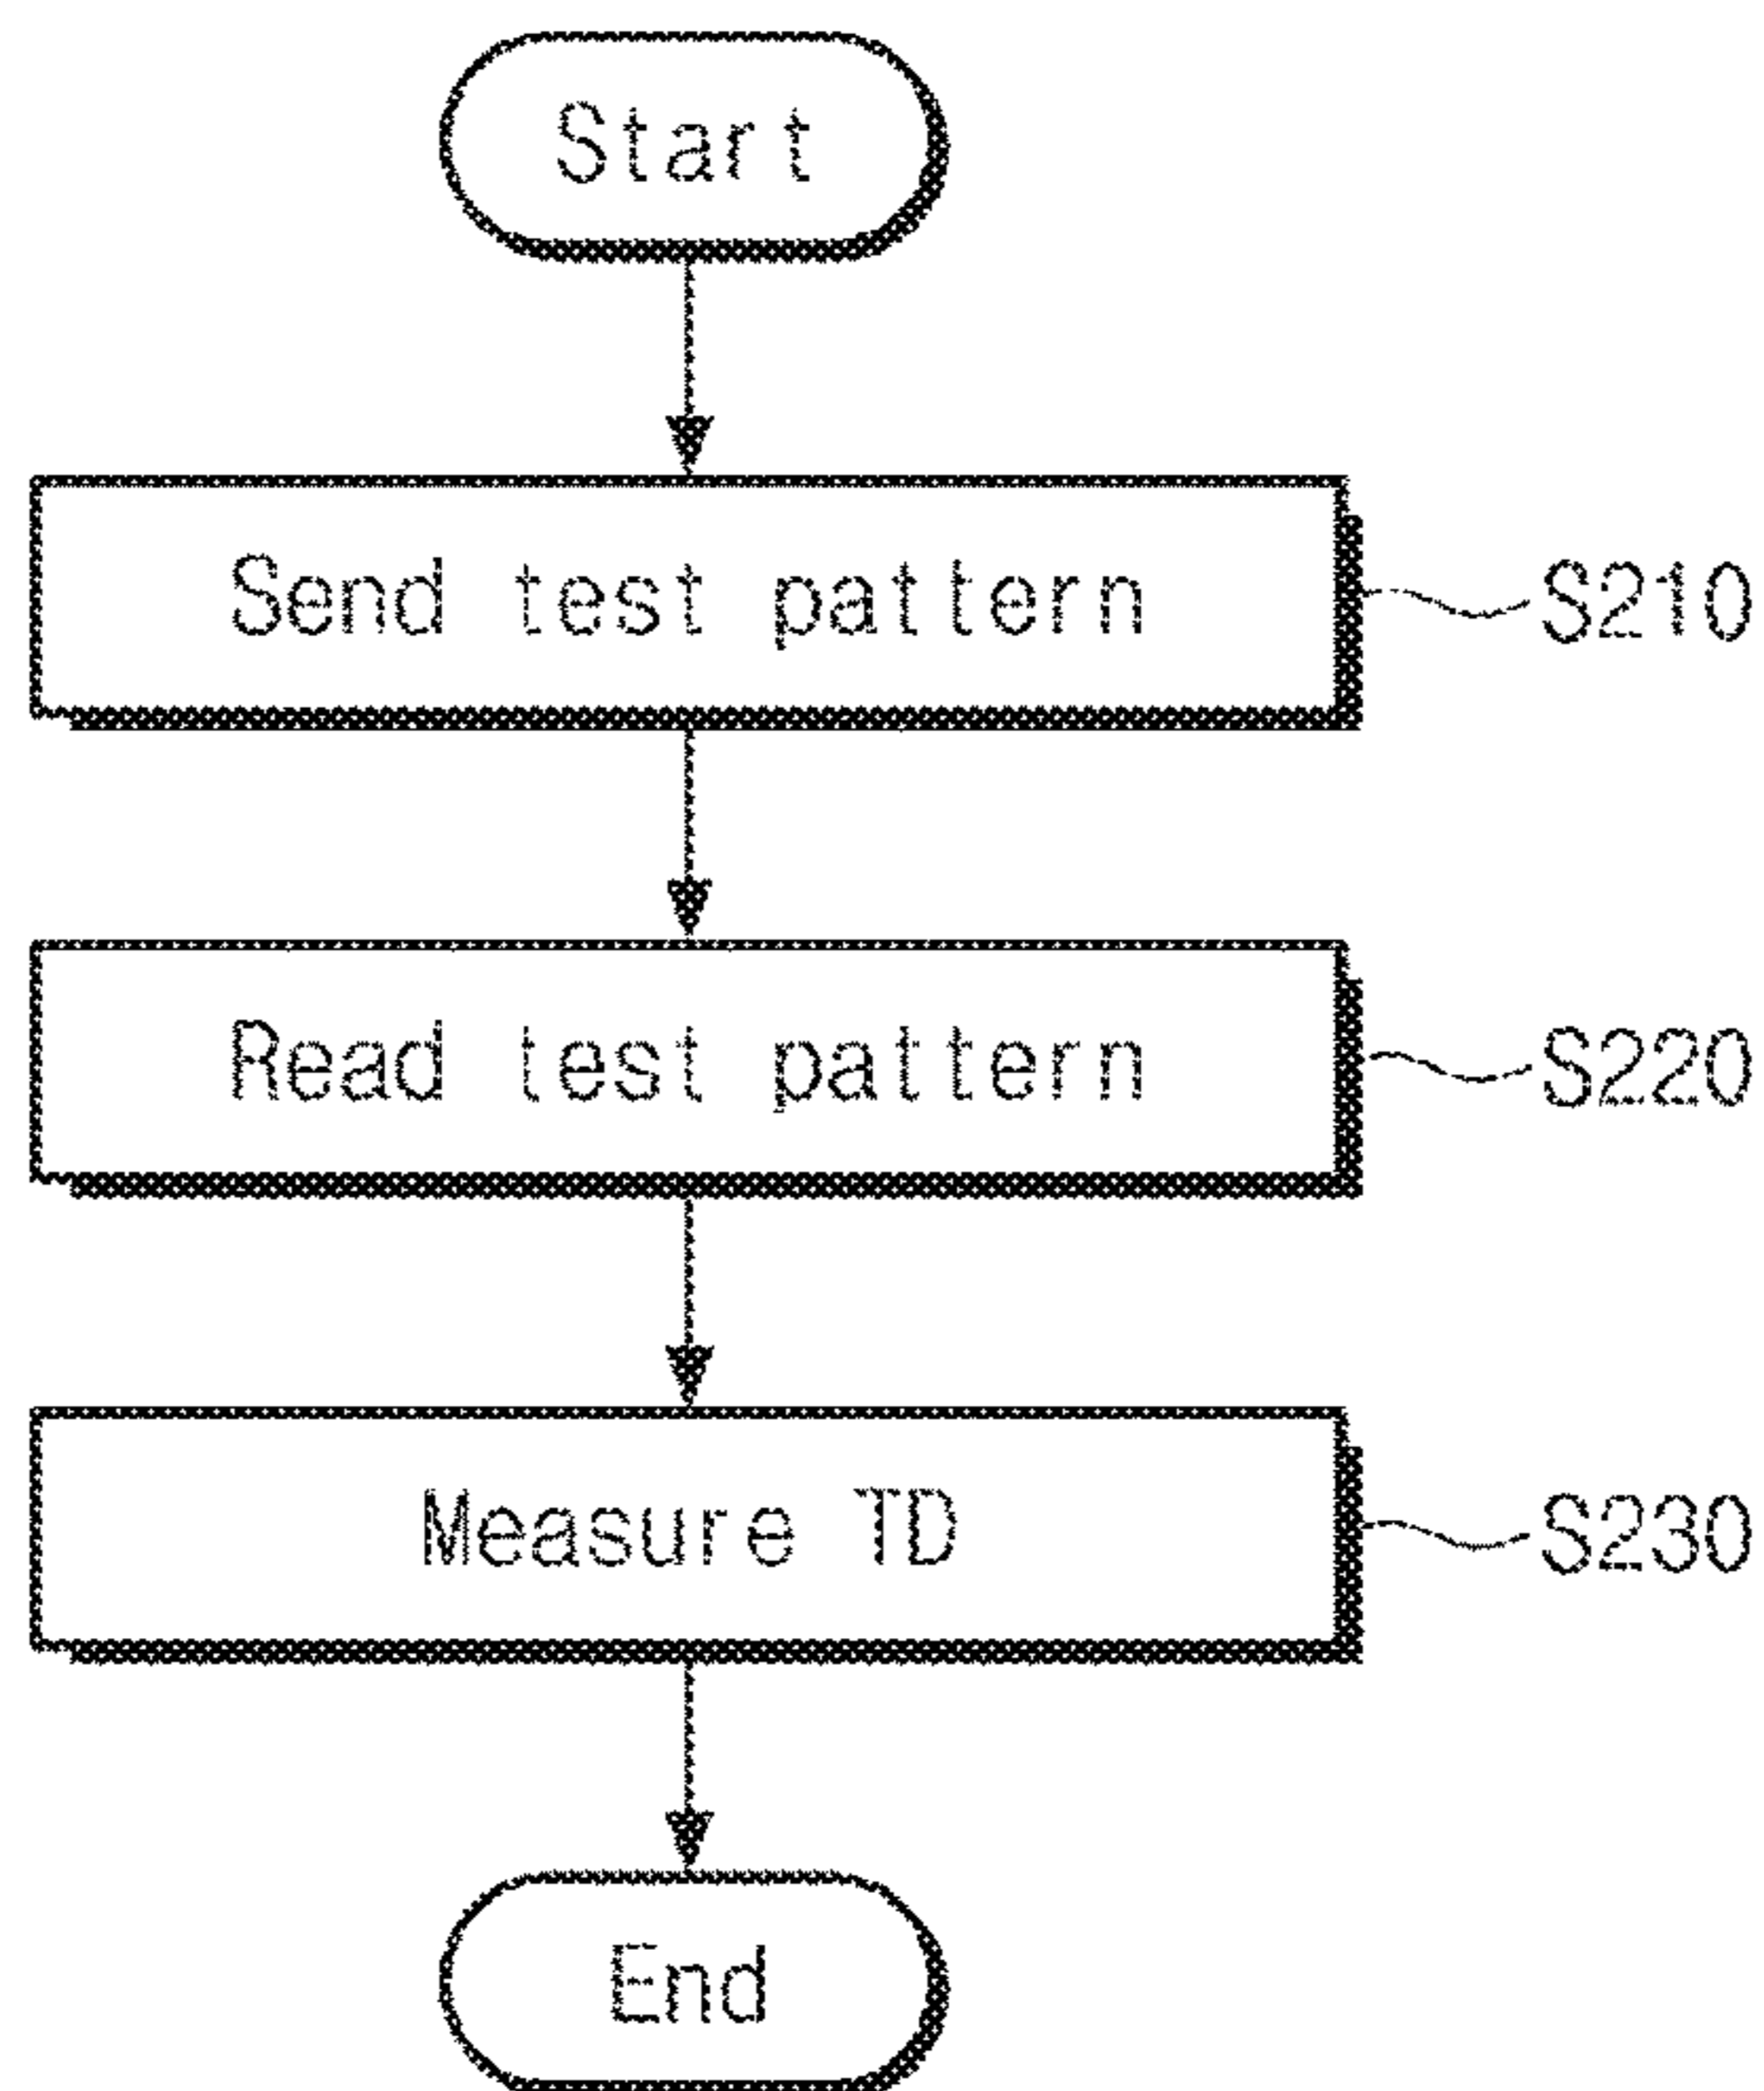 Start
Send test pattern
S210
Read test pattern
S220
Measure TD
S230
End